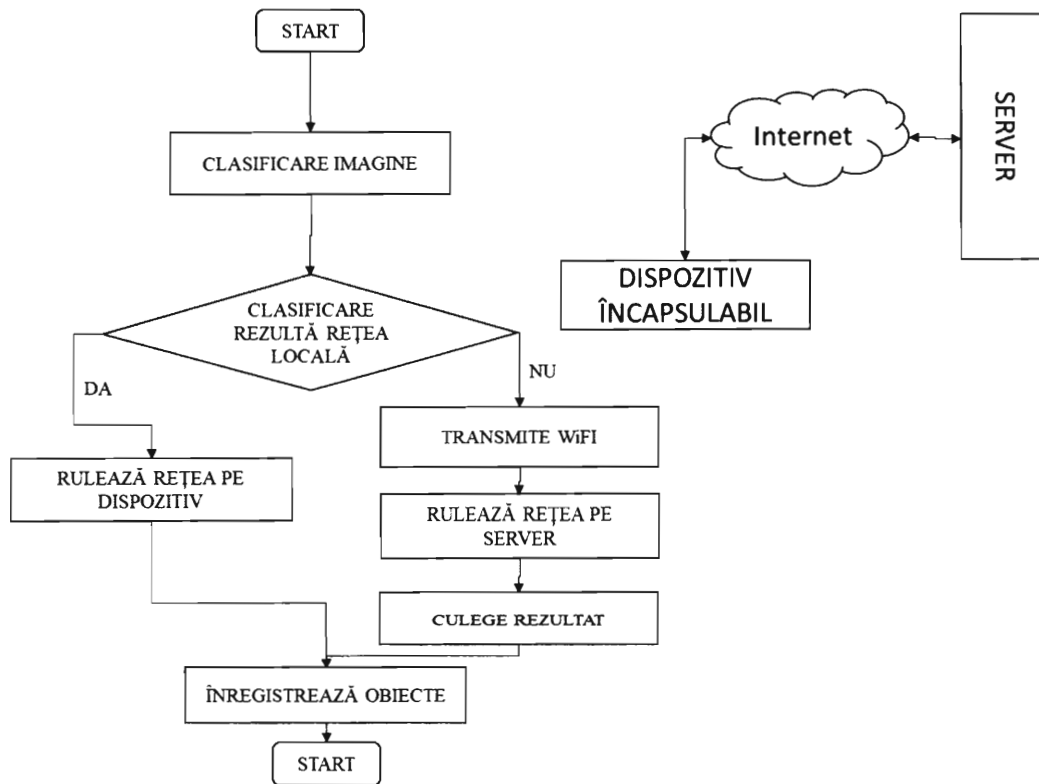 START
CLASIFICARE IMAGINE
CLASIFICARE
REZULTĂ REȚEA
LOCALĂ
DA
NU
RULEAZĂ REȚEA PE
DISPOZITIV
TRANSMITE WiFI
RULEAZĂ REȚEA PE
SERVER
CULEGE REZULTAT
ÎNREGISTREAZĂ OBIECTE
START
Internet
SERVER
DISPOZITIV
ÎNCAPSULABIL